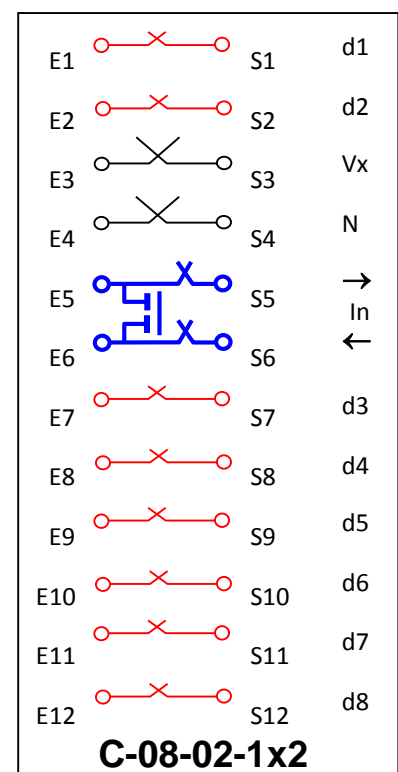 E1 S1 d1
E2 S2 d2
E3 S3 Vx
E4 S4 N
E5 S5 →
In
E6 S6 ←
E7 S7 d3
E8 S8 d4
E9 S9 d5
E10 S10 d6
E11 S11 d7
E12 S12 d8
C-08-02-1x2